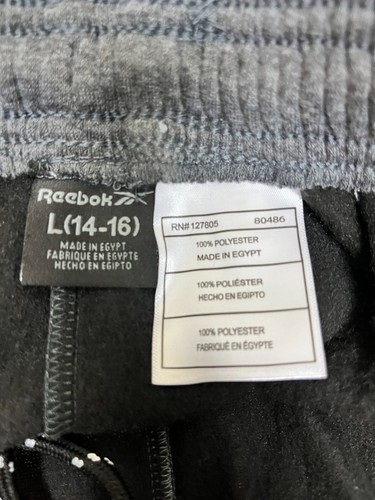 Reebok
L(14-16)
MADE IN EGYPT
FABRIQUE EN EGYPTE
HECHO EN EGIPTO
RN#127805 80486
100% POLYESTER
MADE IN EGYPT
100% POLIÉSTER
HECHO EN EGIPTO
100% POLYESTER
FABRIQUÉ EN ÉGYPTE